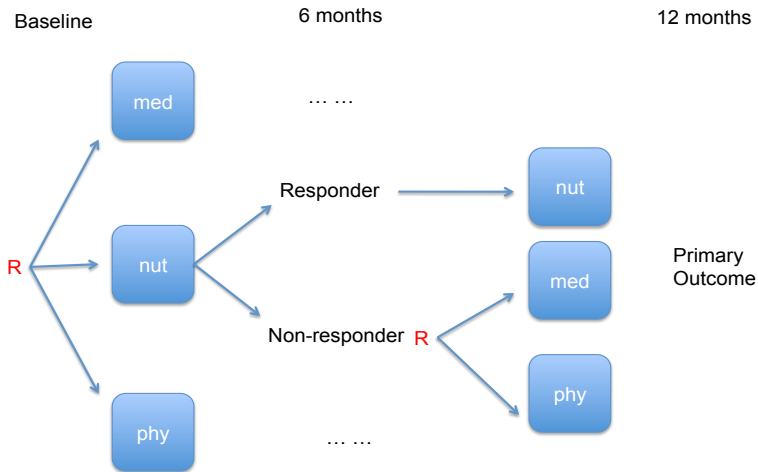 Baseline
6 months
12 months
med
... ...
Responder
nut
R
nut
med
Primary
Outcome
Non-responder
R
phy
phy
... ...